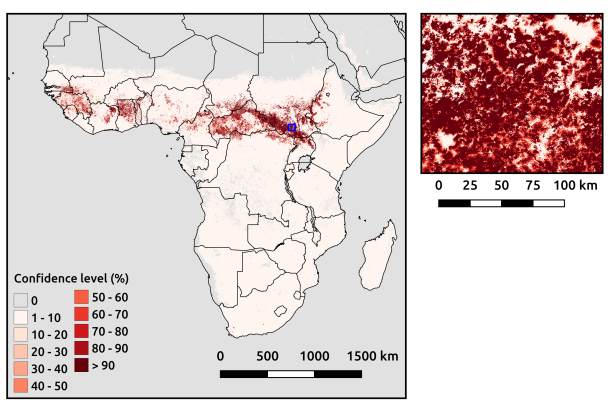 Confidence level (%)
0
1 - 10
10 - 20
20 - 30
30 - 40
40 - 50
50 - 60
60 - 70
70 - 80
80 - 90
> 90
0 500 1000 1500 km
0 25 50 75 100 km